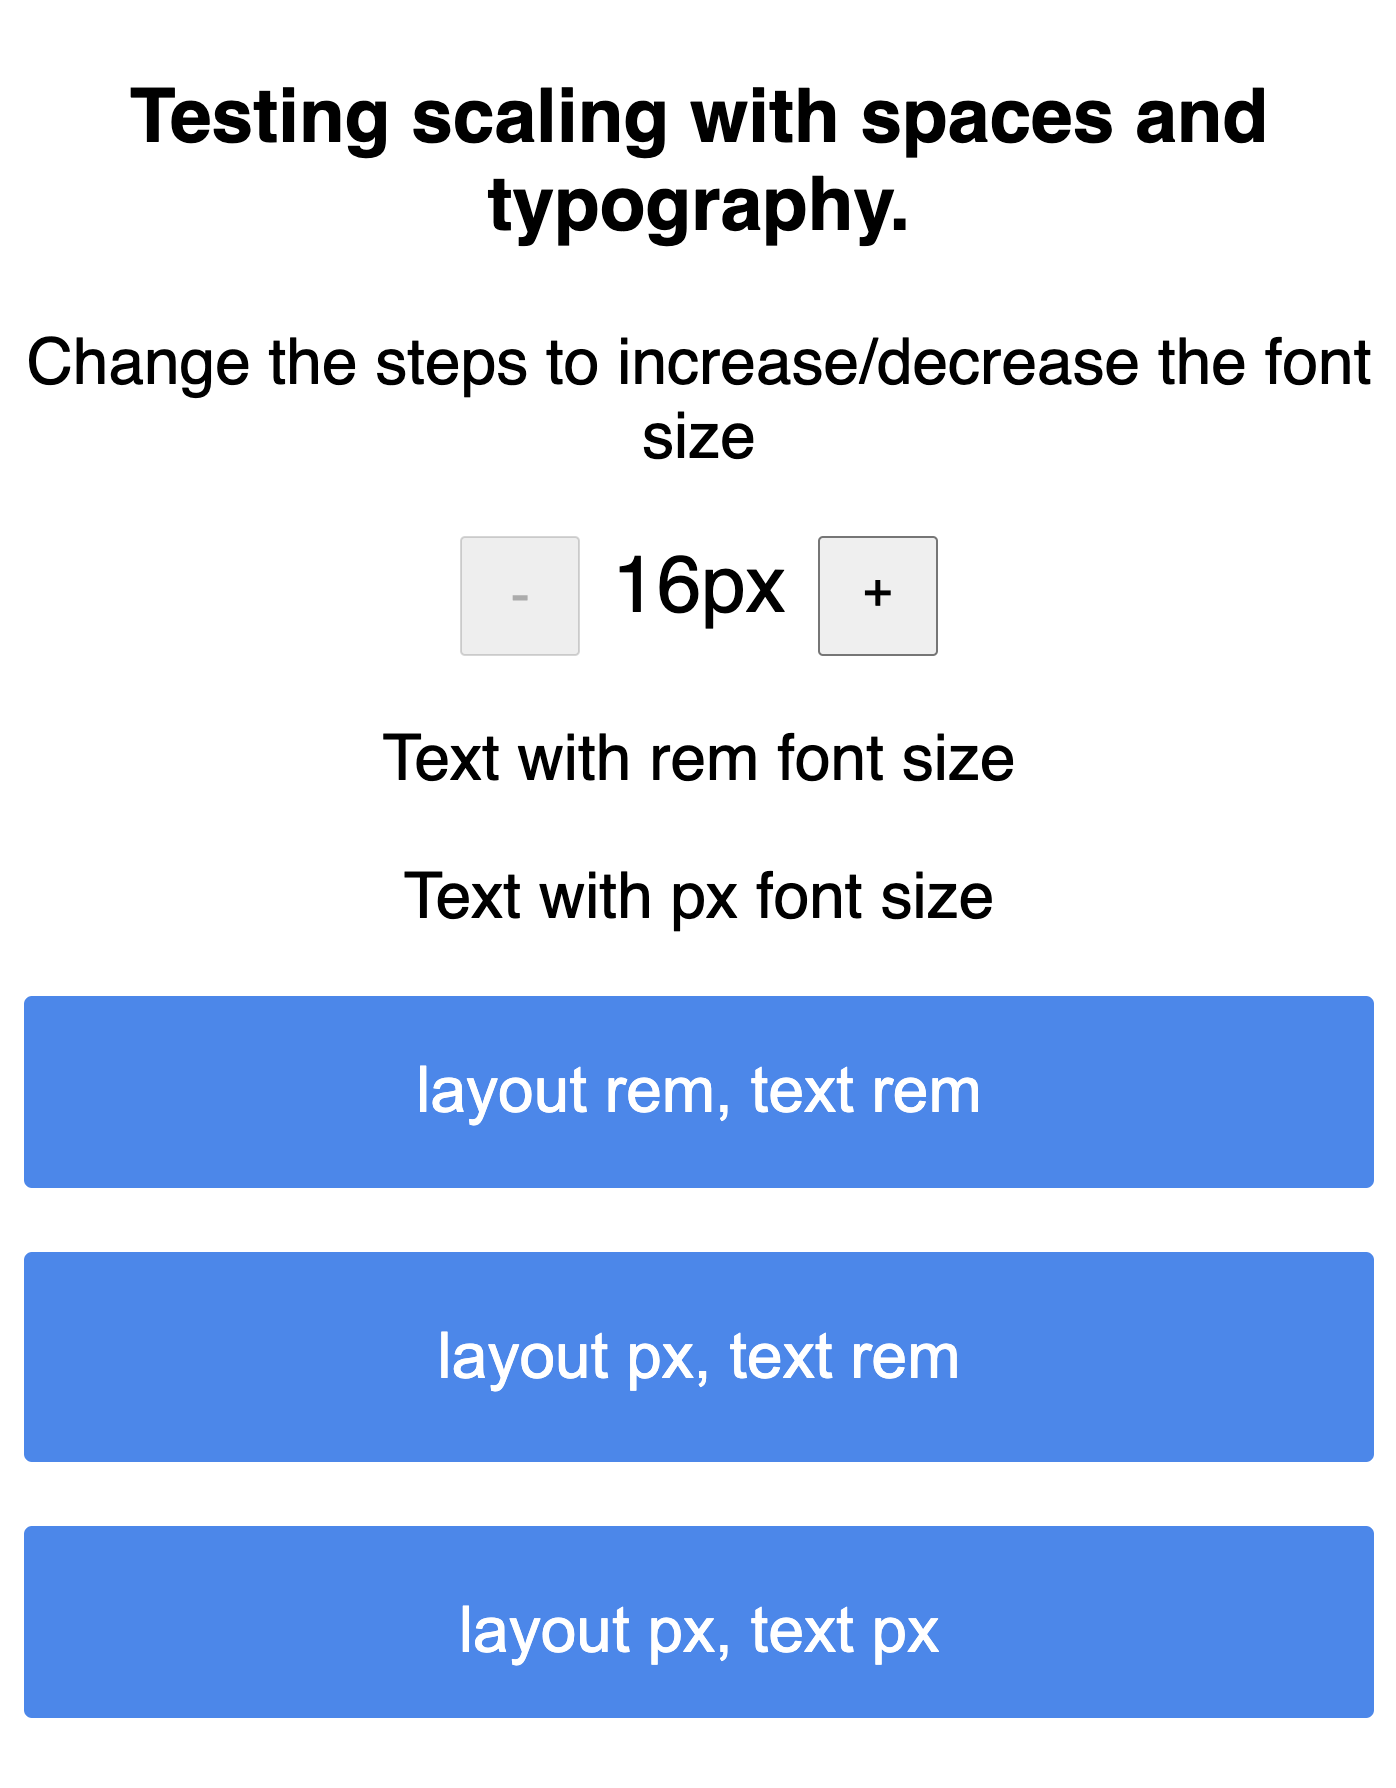 Testing scaling with spaces and
typography.
Change the steps to increase/decrease the font
size
- 16px +
Text with rem font size
Text with px font size
layout rem, text rem
layout px, text rem
layout px, text px